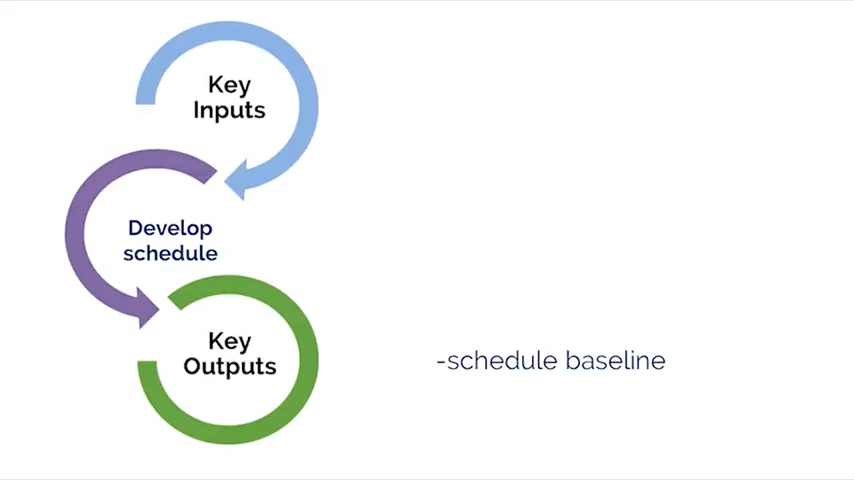 Key
Inputs
Develop
schedule
Key
Outputs
-schedule baseline